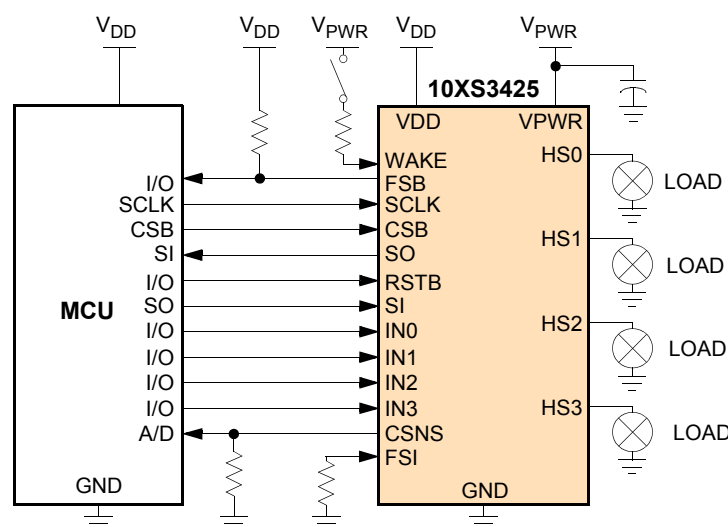 VDD VDD VPWR VDD VPWR
10XS3425
VDD VPWR
WAKE HS0 LOAD
I/O FSB
SCLK SCLK
CSB CSB HS1
SI SO LOAD
I/O RSTB
MCU SO SI
I/O IN0 HS2
I/O IN1 LOAD
I/O IN2
I/O IN3 HS3
A/D CSNS LOAD
FSI
GND GND